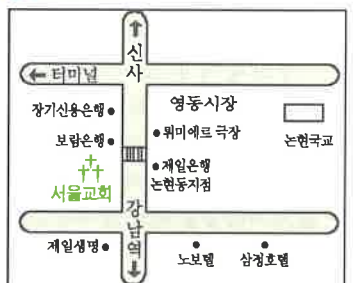 신사
← 터미널
영동시장
장기신용은행
뤼미에르 극장
보람은행
논현국교
제일은행
논현동지점
서울교회
강남역
제일생명
노보텔
삼정호텔